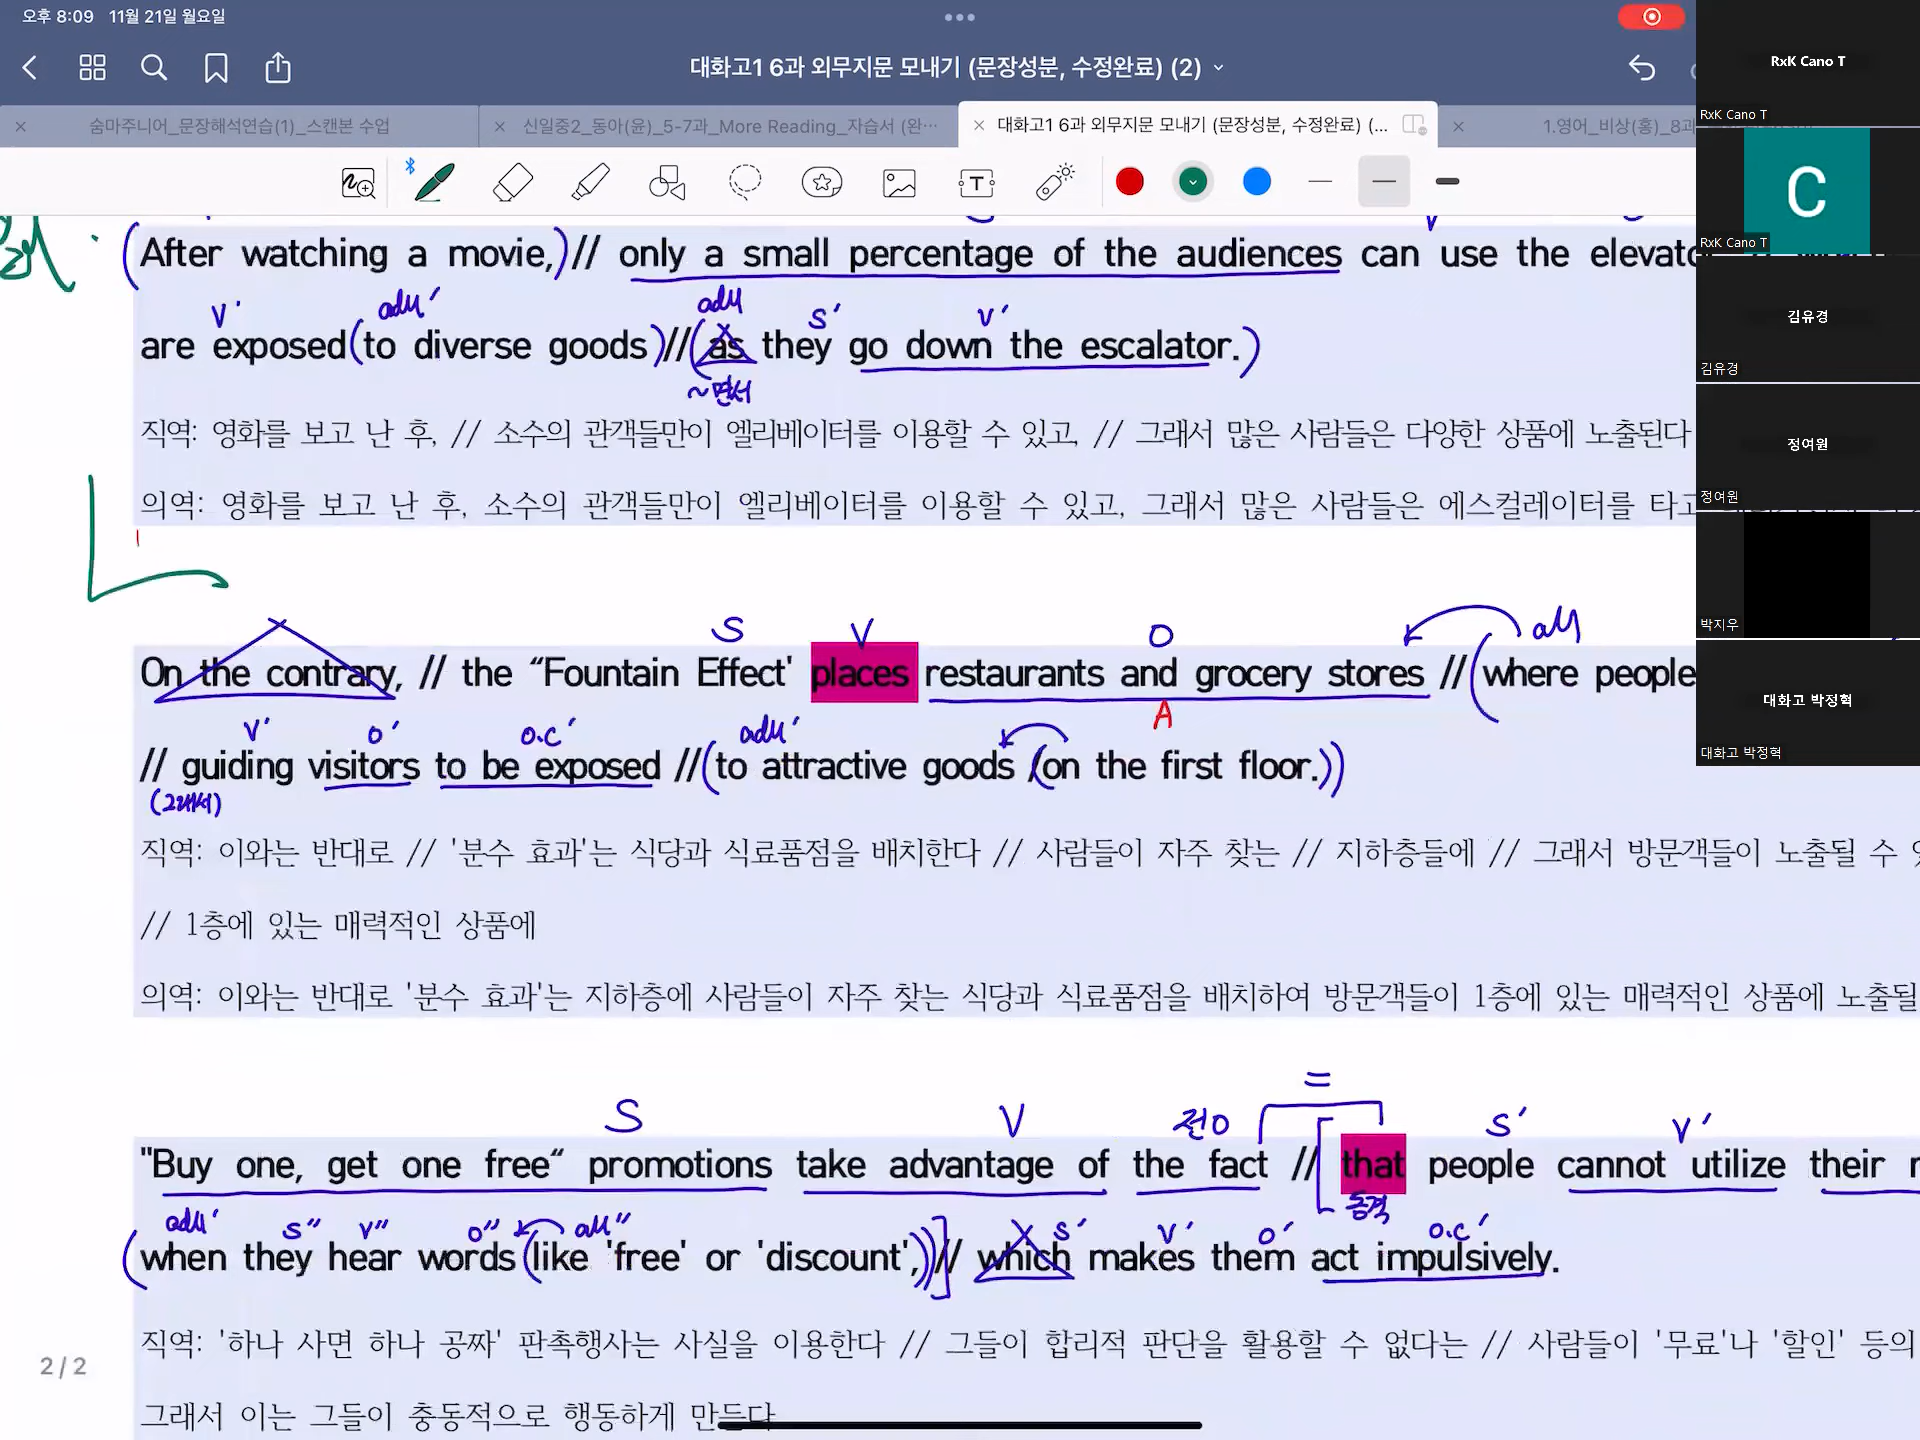 오후 8:09 11월 21일 월요일
대화고1 6과 외무지문 모내기 (문장성분, 수정완료) (2)
숨마주니어_문장해석연습(1)_스캔본 수업
신일중2_동아(윤)_5-7과_More Reading_자습서 (완…
대화고1 6과 외무지문 모내기 (문장성분, 수정완료) (...
1.영어_비상(홍)_8과
RxK Cano T
RxK Cano T
C
RxK Cano T
김유경
김유경
정여원
정여원
박지우
대화고 박정혁
대화고 박정혁
(After watching a movie,)// only a small percentage of the audiences can use the
V' adv' adv S' V'
are exposed(to diverse goods)//(as they go down the escalator.)
~면서
직역: 영화를 보고 난 후, // 소수의 관객들만이 엘리베이터를 이용할 수 있고, // 그래서 많은 사람들은 다양한 상품에 노출된다
의역: 영화를 보고 난 후, 소수의 관객들만이 엘리베이터를 이용할 수 있고, 그래서 많은 사람들은 에스컬레이터를 타고
S V O
On the contrary, // the “Fountain Effect' places restaurants and grocery stores //(where people
A
V' O' O.C' adv'
// guiding visitors to be exposed //(to attractive goods (on the first floor.))
(그래서)
직역: 이와는 반대로 // '분수 효과'는 식당과 식료품점을 배치한다 // 사람들이 자주 찾는 // 지하층들에 // 그래서 방문객들이 노출될 수
// 1층에 있는 매력적인 상품에
의역: 이와는 반대로 '분수 효과'는 지하층에 사람들이 자주 찾는 식당과 식료품점을 배치하여 방문객들이 1층에 있는 매력적인 상품에 노출될
=
S V 전O S' V'
"Buy one, get one free“ promotions take advantage of the fact //[that people cannot utilize their
동격
adv' S" V" O" S' V' O' O.C'
(when they hear words(like 'free' or 'discount',))]// which makes them act impulsively.
직역: '하나 사면 하나 공짜' 판촉행사는 사실을 이용한다 // 그들이 합리적 판단을 활용할 수 없다는 // 사람들이 '무료'나 '할인' 등의
그래서 이는 그들이 충동적으로 행동하게 만든다
2 / 2